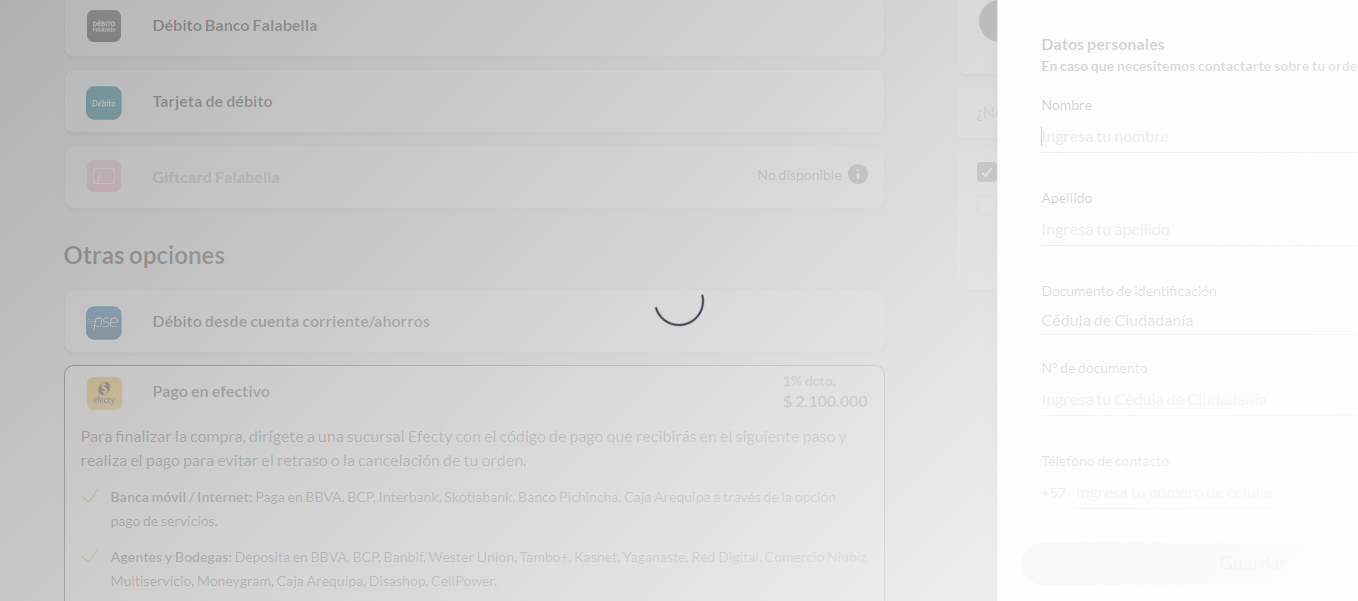 DÉBITO
Falabella
Débito Banco Falabella
Débito
Tarjeta de débito
Giftcard Falabella
No disponible
Otras opciones
pse
Débito desde cuenta corriente/ahorros
efecty
Pago en efectivo
1% dcto.
$ 2.100.000
Para finalizar la compra, dirígete a una sucursal Efecty con el código de pago que recibirás en el siguiente paso y
realiza el pago para evitar el retraso o la cancelación de tu orden.
Banca móvil / Internet: Paga en BBVA, BCP, Interbank, Skotiabank, Banco Pichincha, Caja Arequipa a través de la opción
pago de servicios.
Agentes y Bodegas: Deposita en BBVA, BCP, Banbif, Wester Union, Tambo+, Kasnet, Yaganaste, Red Digital, Comercio Niubiz
Multiservicio, Moneygram, Caja Arequipa, Disashop, CellPower.
Datos personales
En caso que necesitemos contactarte sobre tu orde
Nombre
Ingresa tu nombre
Apellido
Ingresa tu apellido
Documento de identificación
Cédula de Ciudadanía
N° de documento
Ingresa tu Cédula de Ciudadanía
Télefono de contacto
+57 Ingresa tu número de celular
Guardar